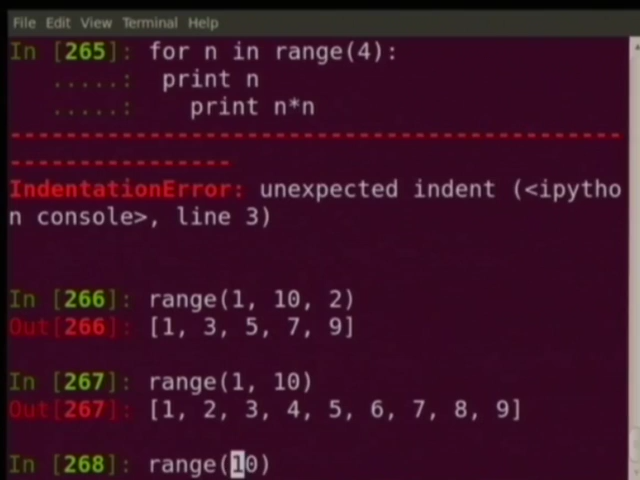 File Edit View Terminal Help
In [265]: for n in range(4):
.....: print n
.....: print n*n
---------------------------------------------
----------------
IndentationError: unexpected indent (<ipytho
n console>, line 3)
In [266]: range(1, 10, 2)
Out[266]: [1, 3, 5, 7, 9]
In [267]: range(1, 10)
Out[267]: [1, 2, 3, 4, 5, 6, 7, 8, 9]
In [268]: range(10)